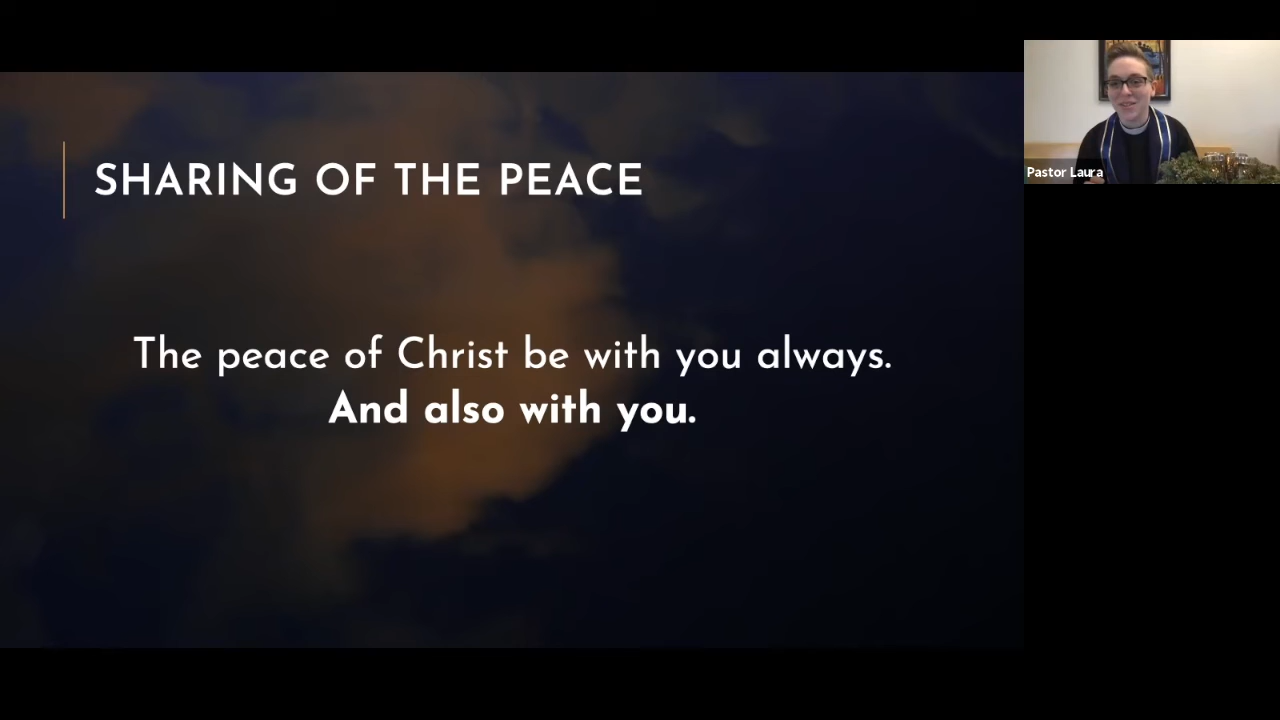 SHARING OF THE PEACE
The peace of Christ be with you always.
And also with you.
Pastor Laura